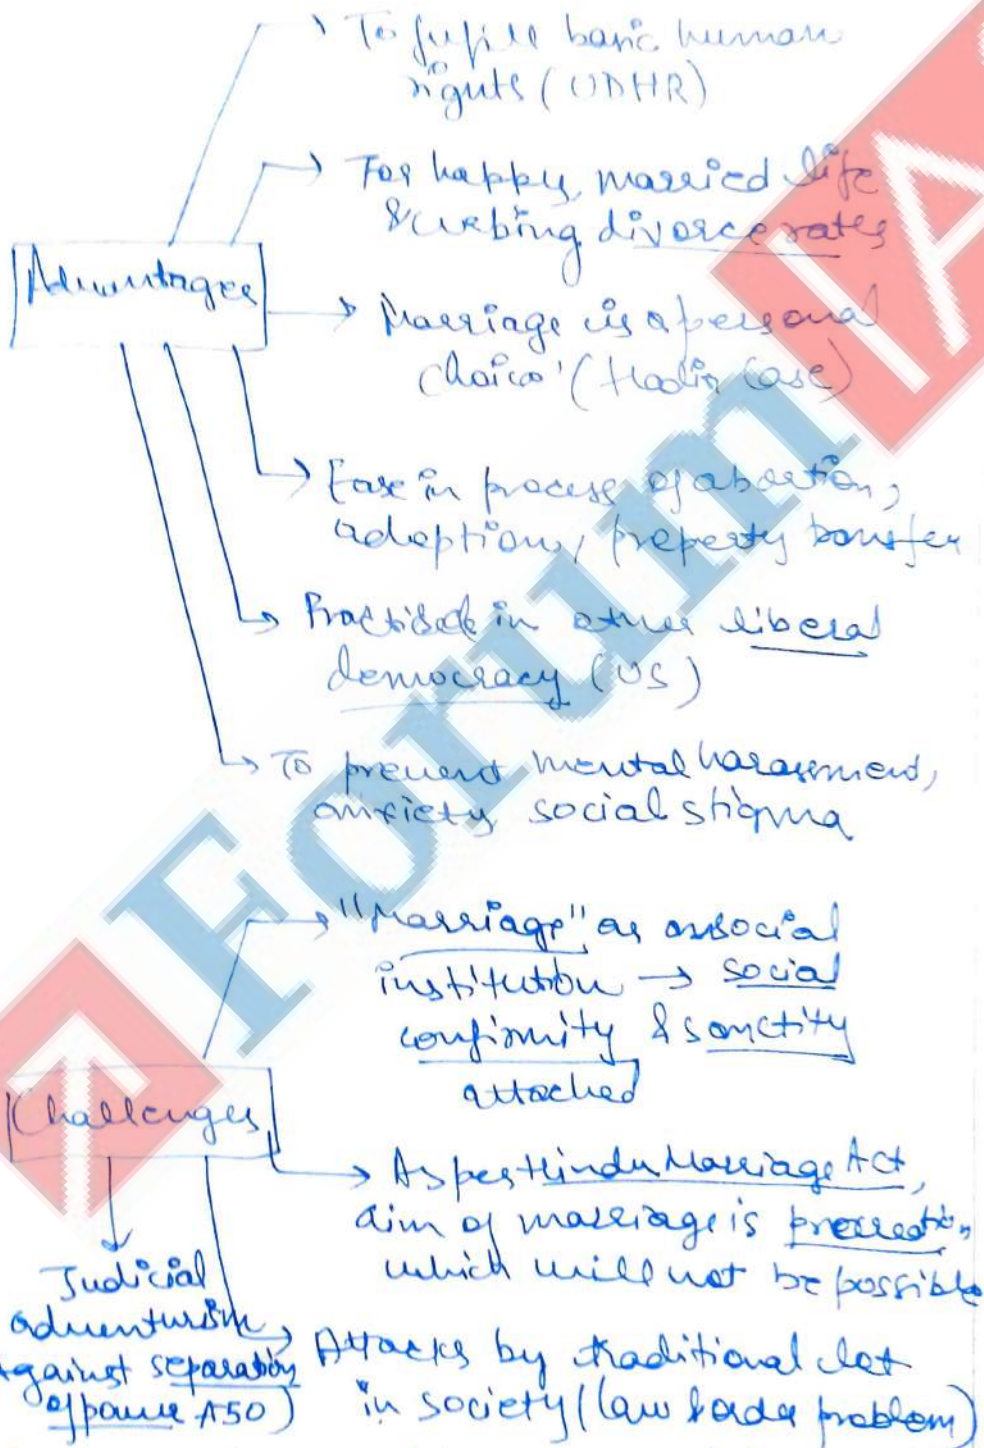 To fufill basic human
rights (UDHR)
For happy, married life
& curbing divorce rates
Advantages
Marriage is a personal
choice' (Hadiya Case)
Ease in process of abortion,
adoption, property transfer
Practised in other liberal
democracy (US)
To prevent mental harassment,
anxiety social stigma
"Marriage" as a social
institution → social
confirmity & sanctity
attached
Challenges
As per Hindu Marriage Act,
aim of marriage is procreation,
which will not be possible
Judicial
adventurism
against separation
of power A50)
Attacks by traditional
in society (law & order problem)
Forum IA